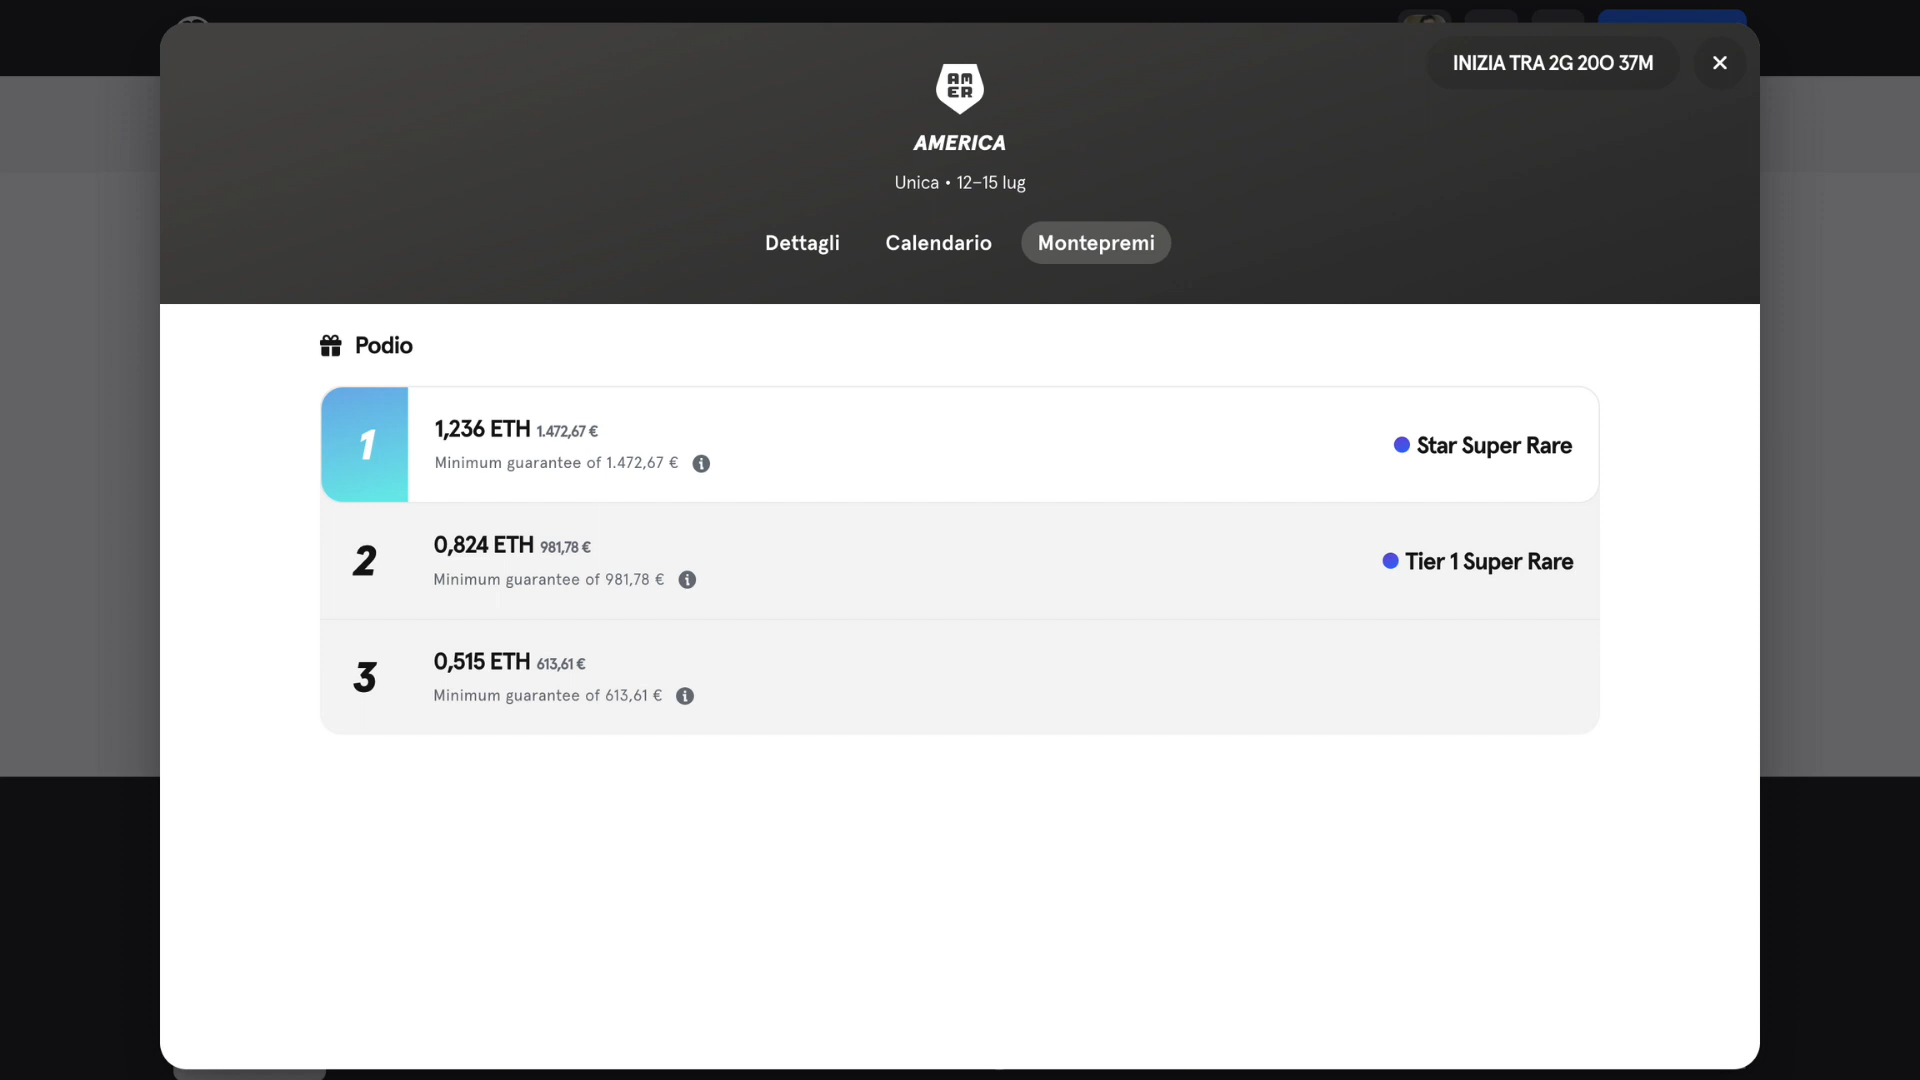 INIZIA TRA 2G 20O 37M
AM
ER
AMERICA
Unica • 12–15 lug
Dettagli
Calendario
Montepremi
Podio
1
1,236 ETH 1.472,67 €
Minimum guarantee of 1.472,67 €
Star Super Rare
2
0,824 ETH 981,78 €
Minimum guarantee of 981,78 €
Tier 1 Super Rare
3
0,515 ETH 613,61 €
Minimum guarantee of 613,61 €